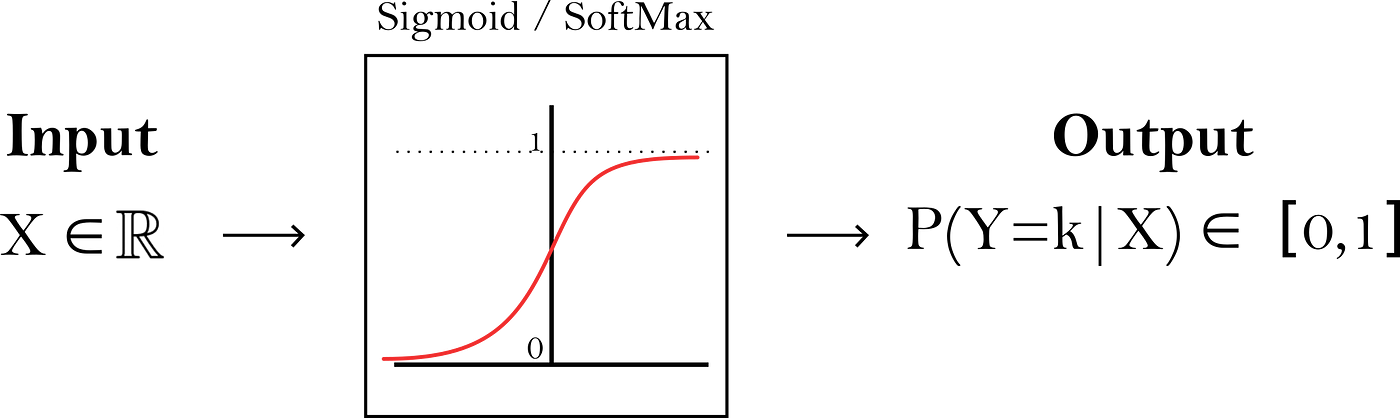 Sigmoid / SoftMax
Input
X ∈ ℝ
1
0
Output
P(Y=k|X) ∈ [0,1]